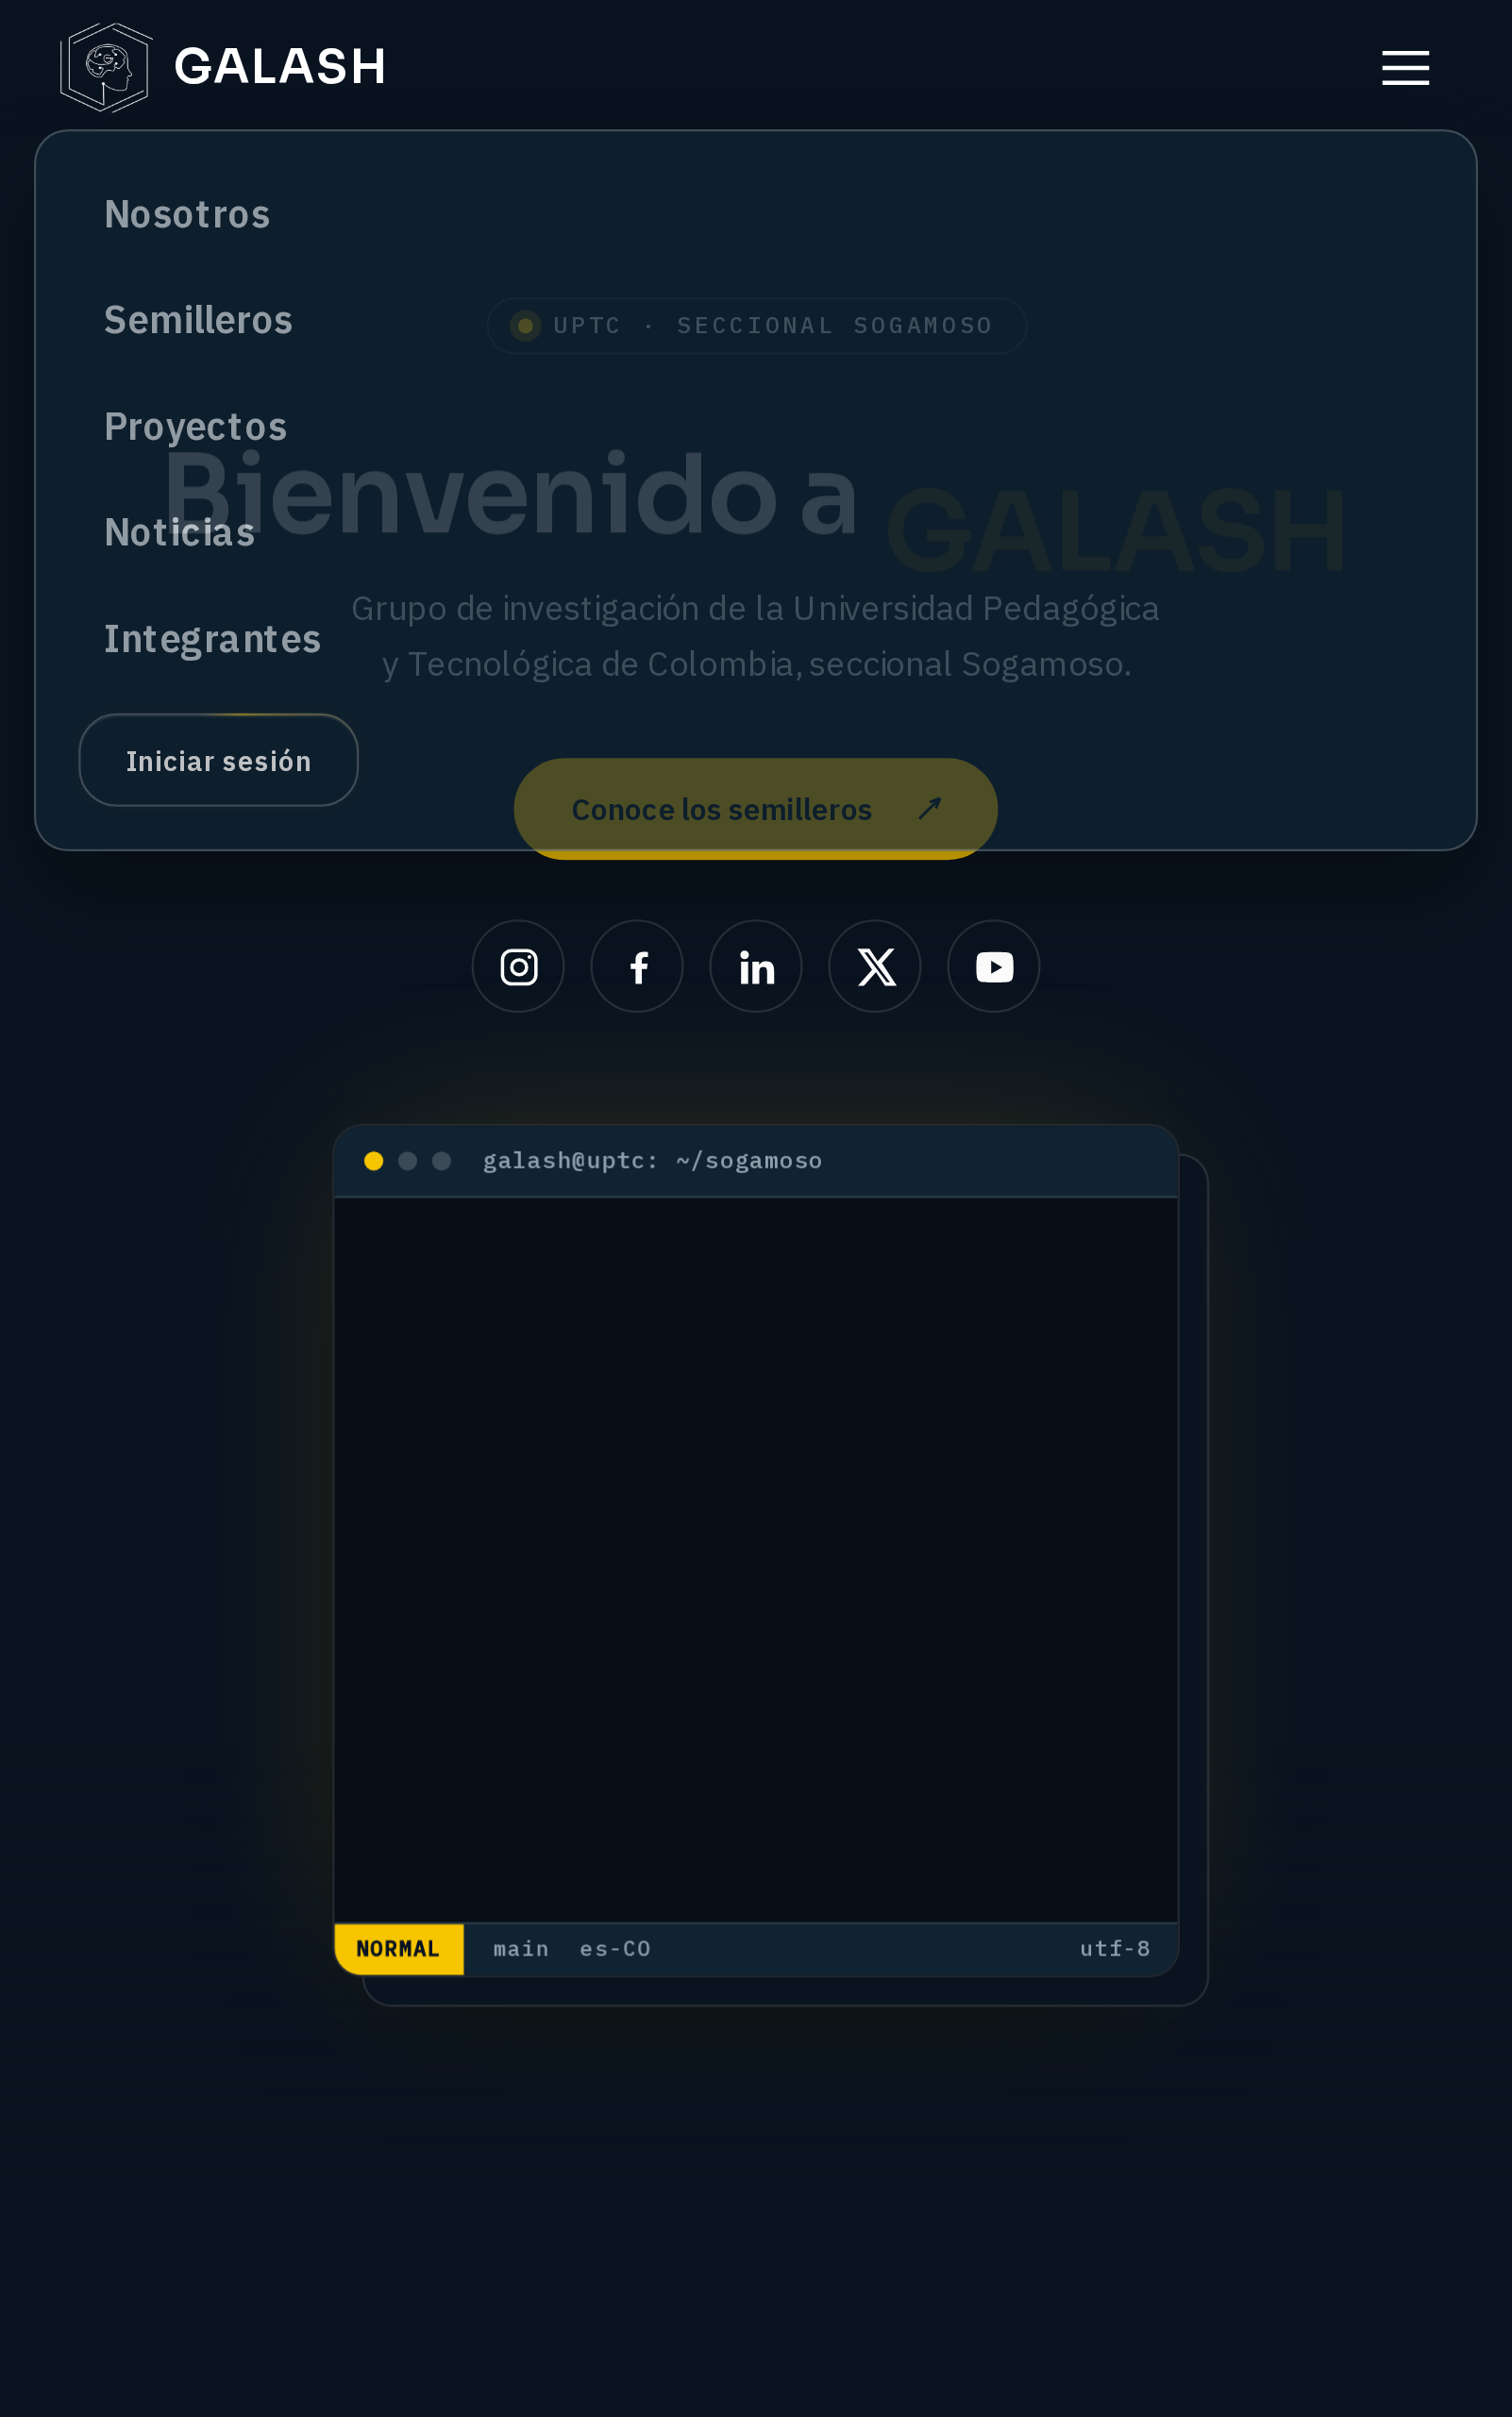 GALASH
Nosotros
Semilleros
UPTC · SECCIONAL SOGAMOSO
Proyectos
Bienvenido a GALASH
Noticias
Grupo de investigación de la Universidad Pedagógica
y Tecnológica de Colombia, seccional Sogamoso.
Integrantes
Iniciar sesión
Conoce los semilleros ↗
galash@uptc: ~/sogamoso
NORMAL main es-CO utf-8